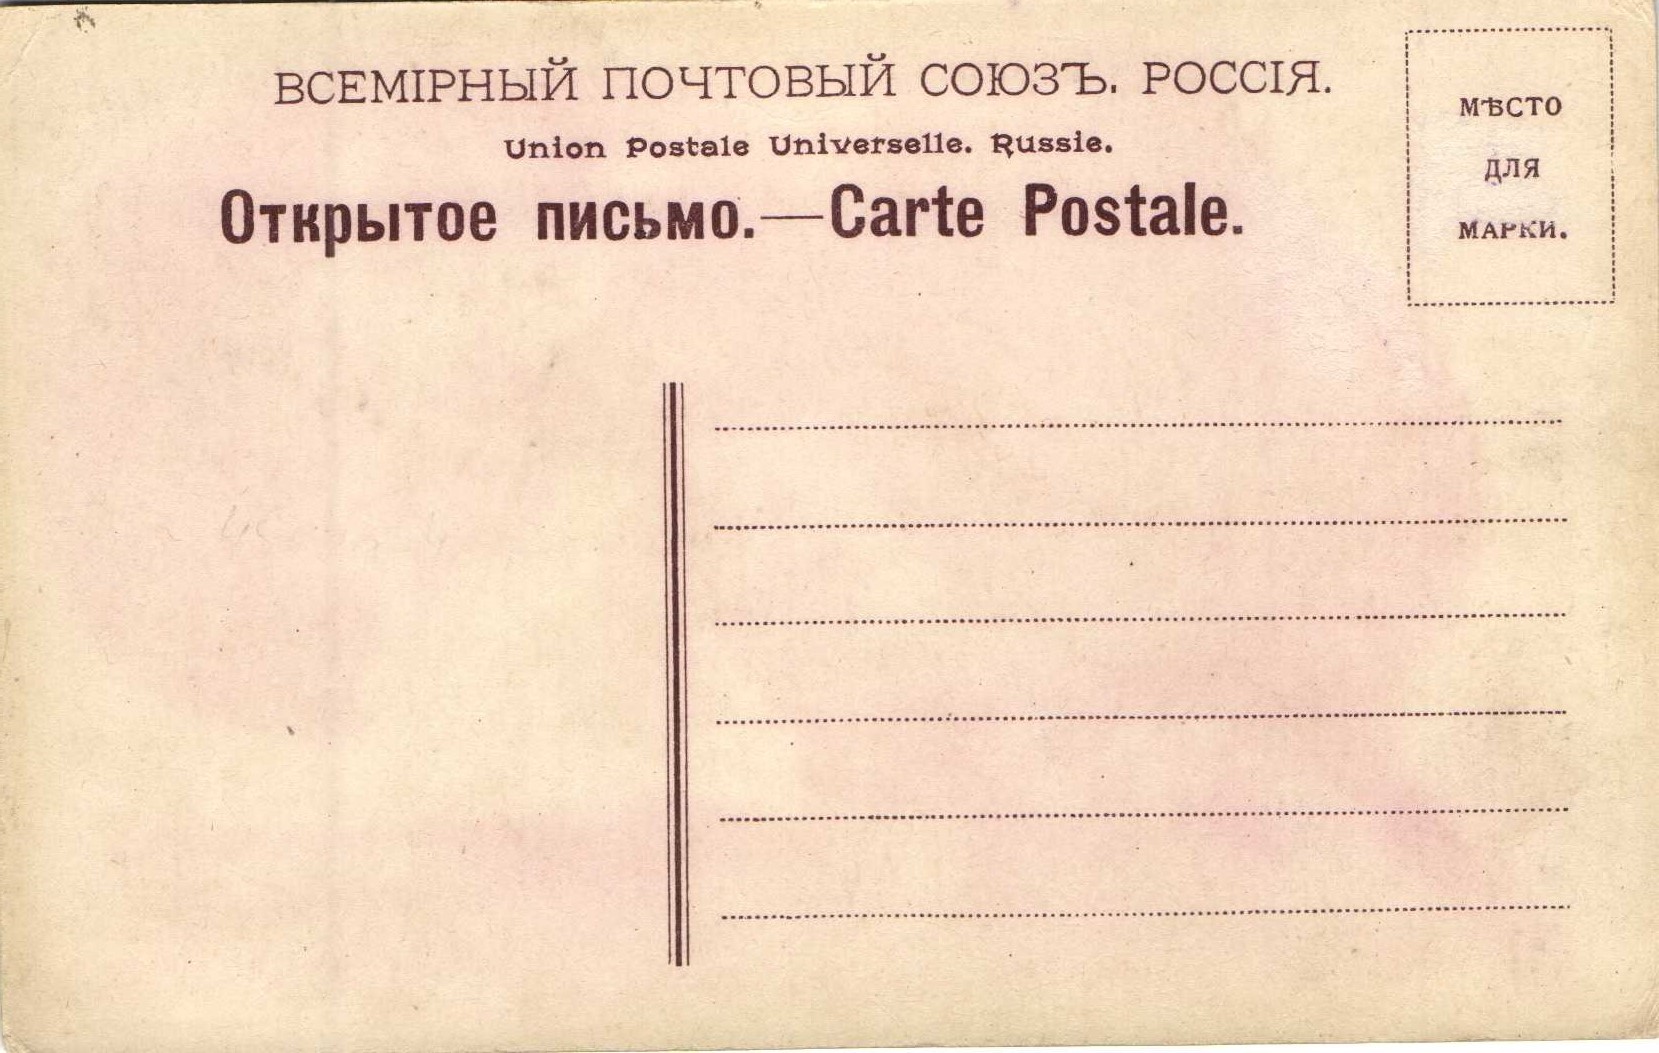 ВСЕМІРНЫЙ ПОЧТОВЫЙ СОЮЗЪ. РОССІЯ.
Union Postale Universelle. Russie.
Открытое письмо.—Carte Postale.
МѢСТО
ДЛЯ
МАРКИ.